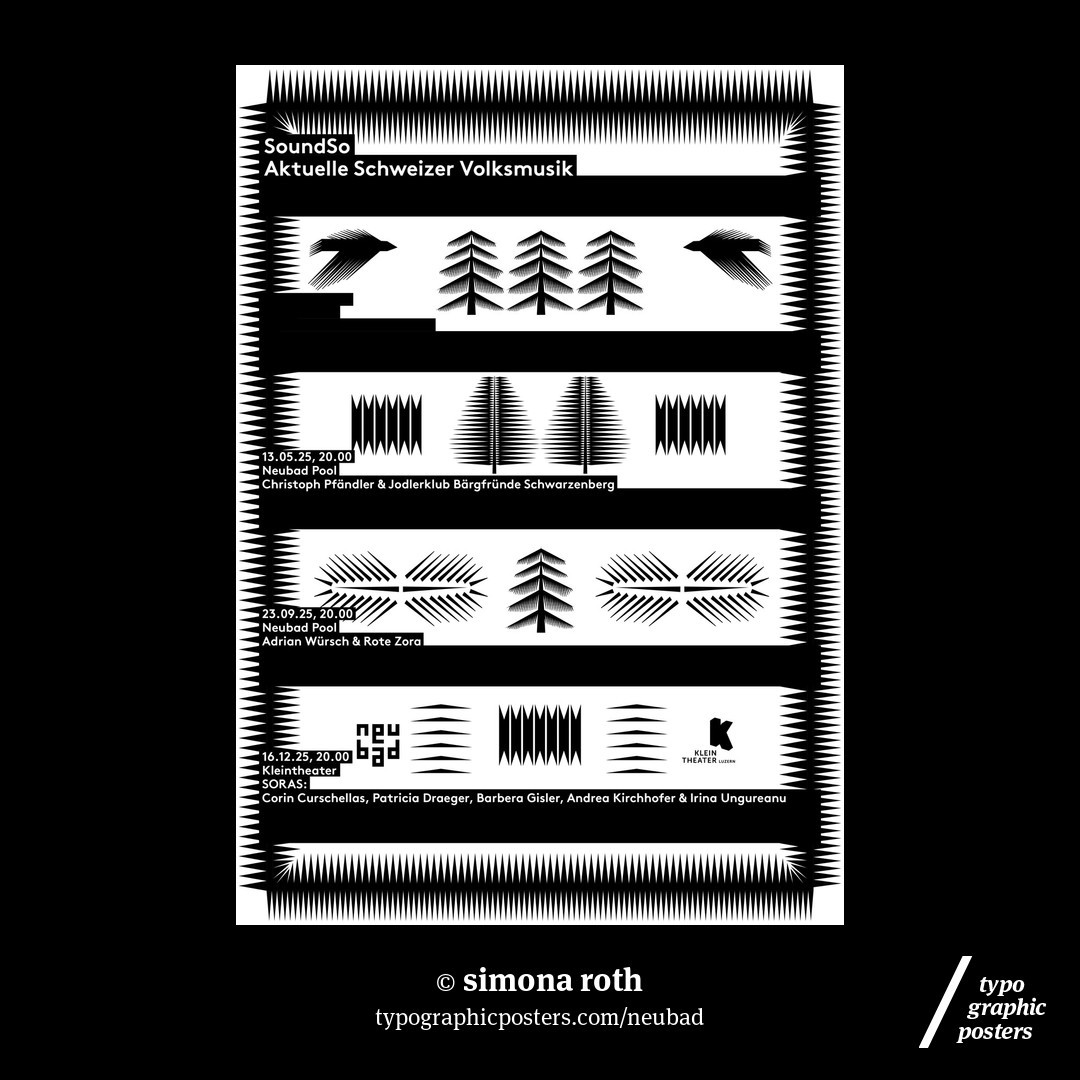 SoundSo
Aktuelle Schweizer Volksmusik
13.05.25, 20.00
Neubad Pool
Christoph Pfändler & Jodlerklub Bärgfründe Schwarzenberg
23.09.25, 20.00
Neubad Pool
Adrian Würsch & Rote Zora
neu
bad
K
KLEIN
THEATER LUZERN
16.12.25, 20.00
Kleintheater
SORAS:
Corin Curschellas, Patricia Draeger, Barbera Gisler, Andrea Kirchhofer & Irina Ungureanu
© simona roth
typographicposters.com/neubad
typo
graphic
posters